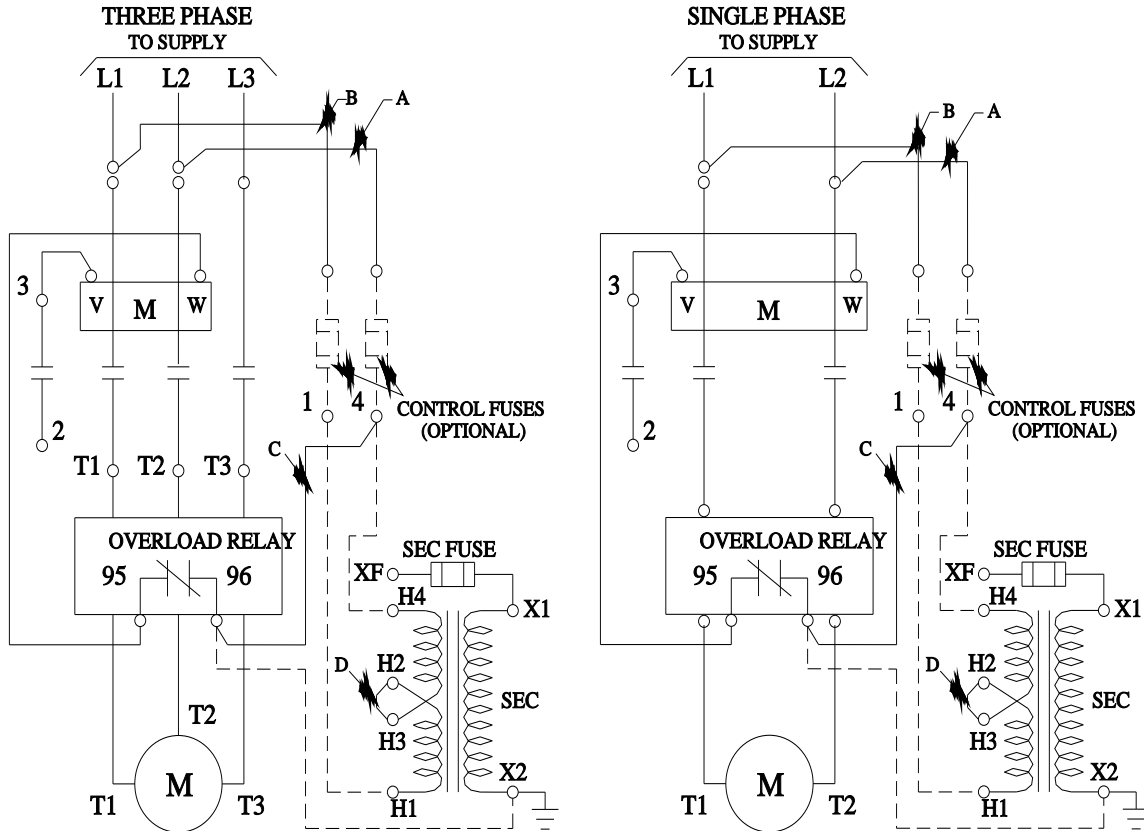 THREE PHASE
TO SUPPLY
L1 L2 L3
B
A
3
V M W
2
1 4
CONTROL FUSES
(OPTIONAL)
C
T1 T2 T3
OVERLOAD RELAY
95 96
SEC FUSE
XF
H4
X1
D
H2
SEC
H3
T2
M
T1 T3
X2
H1
SINGLE PHASE
TO SUPPLY
L1 L2
B
A
3
V M W
2
1 4
CONTROL FUSES
(OPTIONAL)
C
OVERLOAD RELAY
95 96
SEC FUSE
XF
H4
X1
D
H2
SEC
H3
M
T1 T2
X2
H1